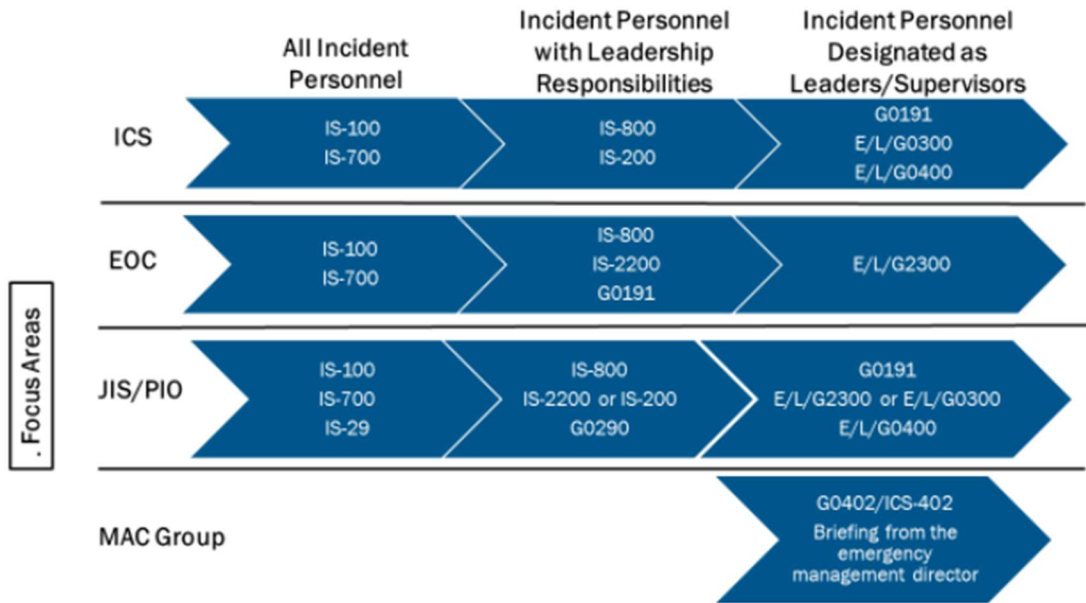 All Incident
Personnel
Incident Personnel
with Leadership
Responsibilities
Incident Personnel
Designated as
Leaders/Supervisors
ICS
IS-100
IS-700
IS-800
IS-200
G0191
E/L/G0300
E/L/G0400
EOC
IS-100
IS-700
IS-800
IS-2200
G0191
E/L/G2300
. Focus Areas
JIS/PIO
IS-100
IS-700
IS-29
IS-800
IS-2200 or IS-200
G0290
G0191
E/L/G2300 or E/L/G0300
E/L/G0400
MAC Group
G0402/ICS-402
Briefing from the
emergency
management director